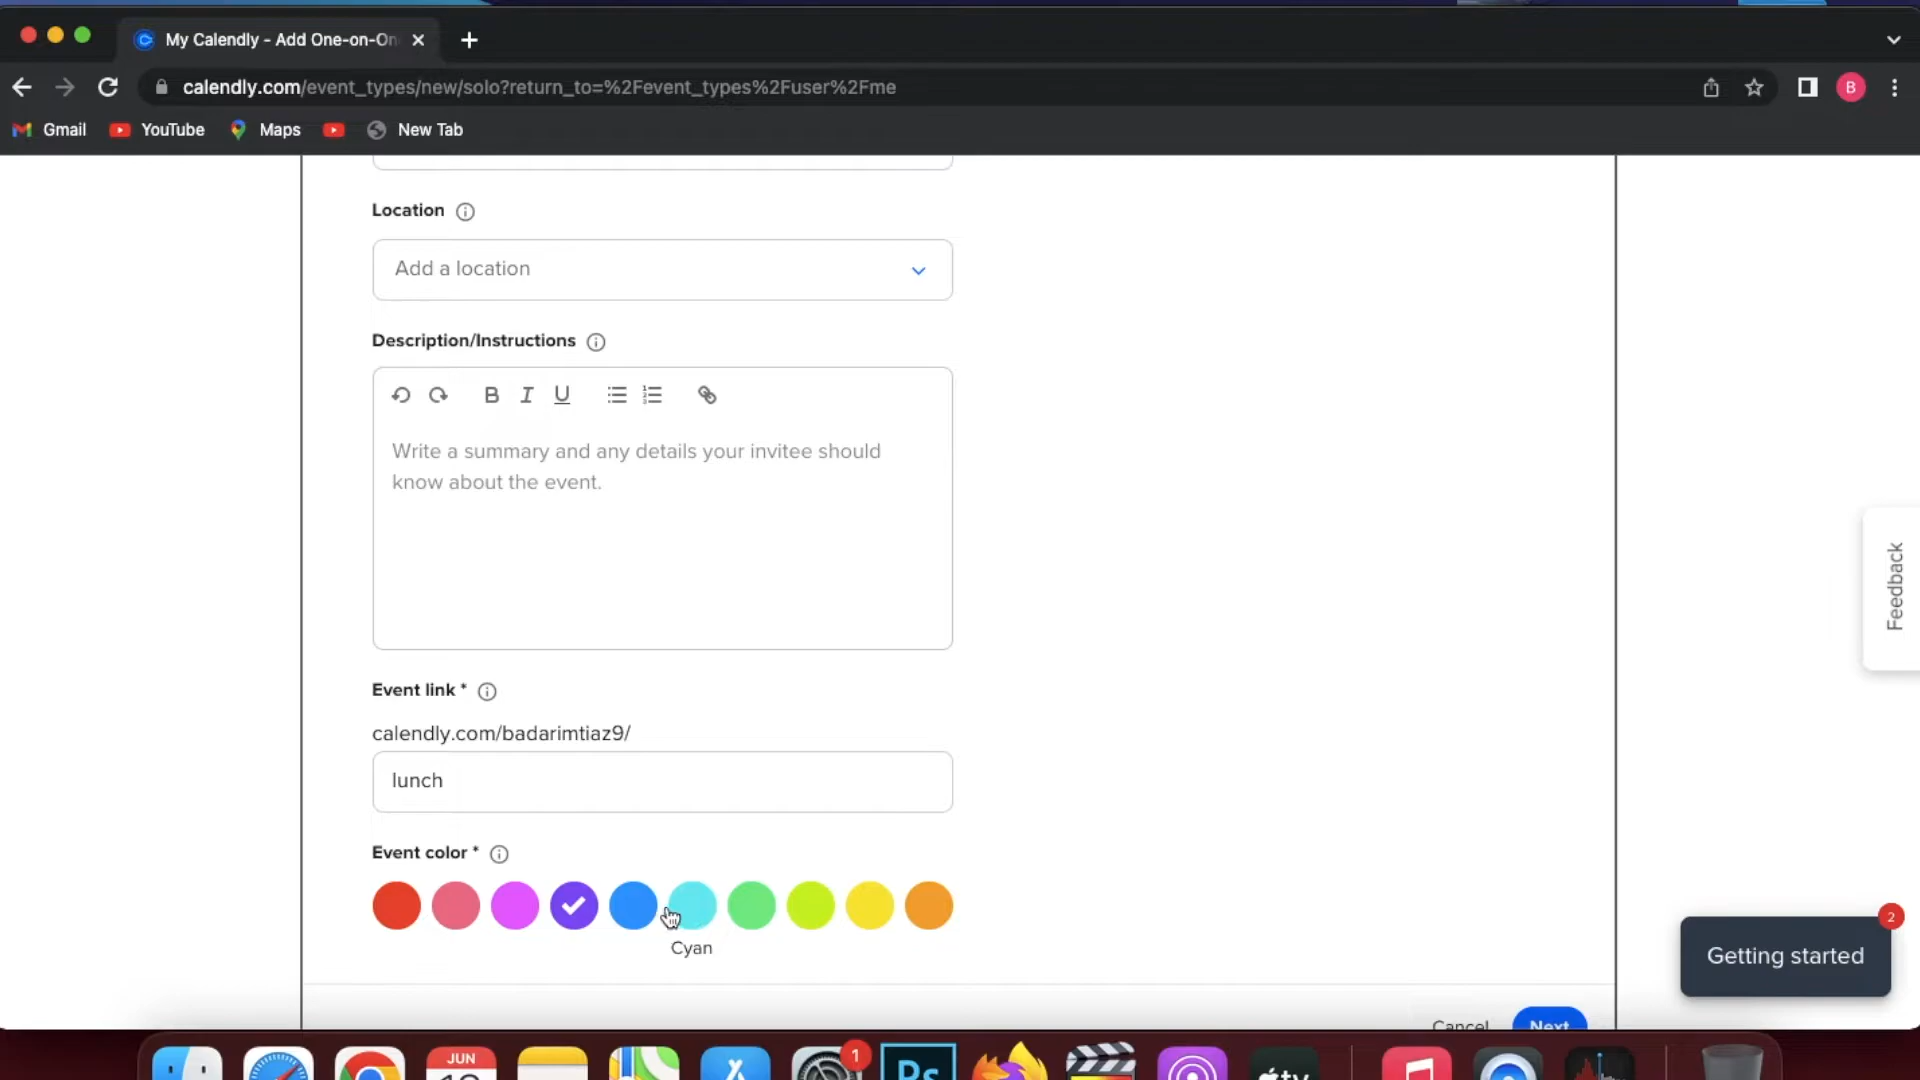 My Calendly - Add One-on-On
calendly.com/event_types/new/solo?return_to=%2Fevent_types%2Fuser%2Fme
B
Gmail
YouTube
Maps
New Tab
Location
Add a location
Description/Instructions
B I U
Write a summary and any details your invitee should
know about the event.
Event link *
calendly.com/badarimtiaz9/
lunch
Event color *
Cyan
Feedback
2
Getting started
Cancel
Next
JUN
1
Ps
tv